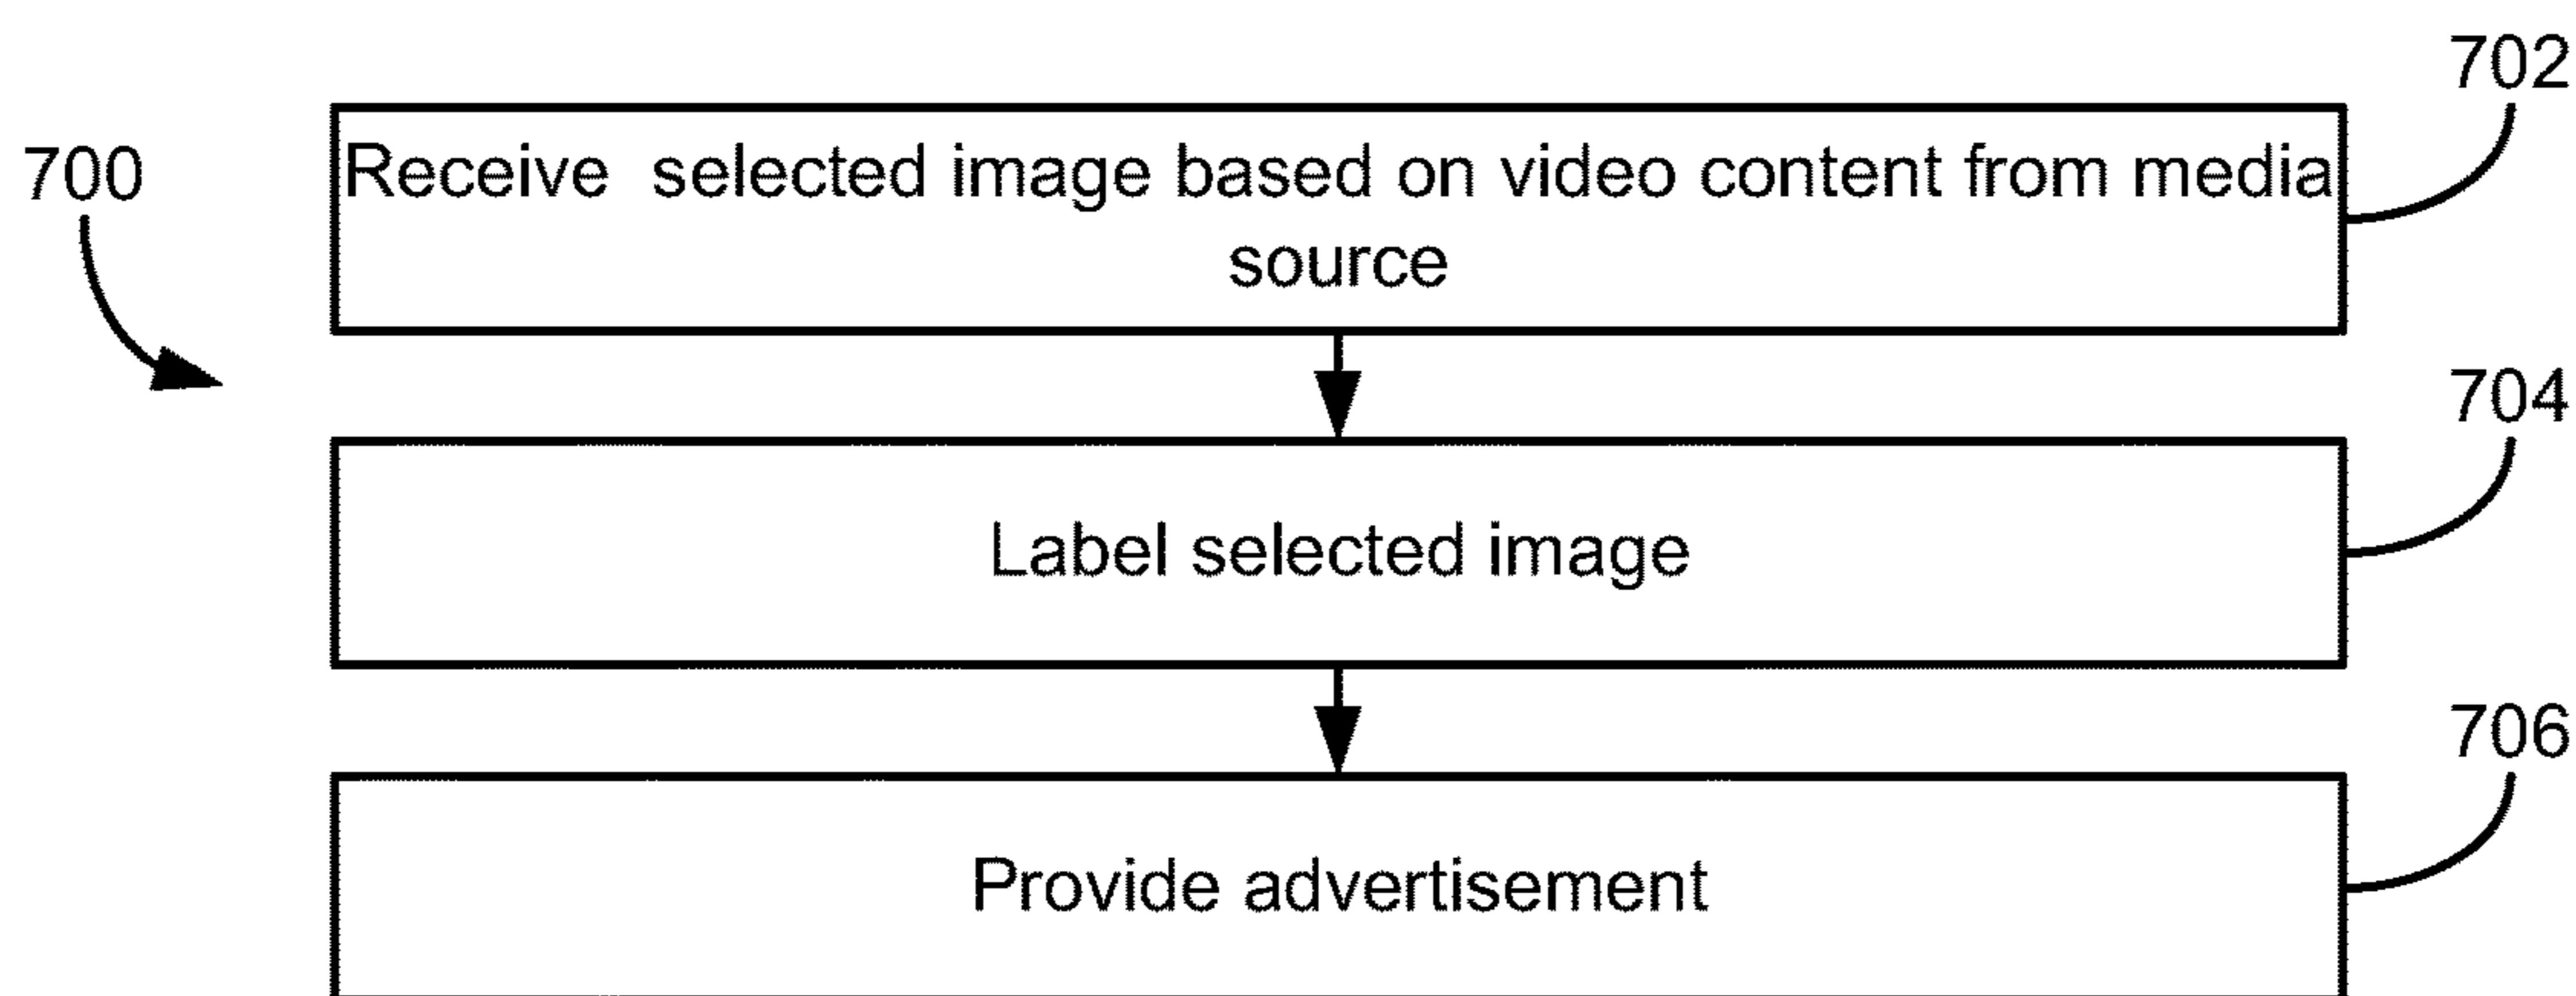 702
700
Receive selected image based on video content from media
source
704
Label selected image
706
Provide advertisement